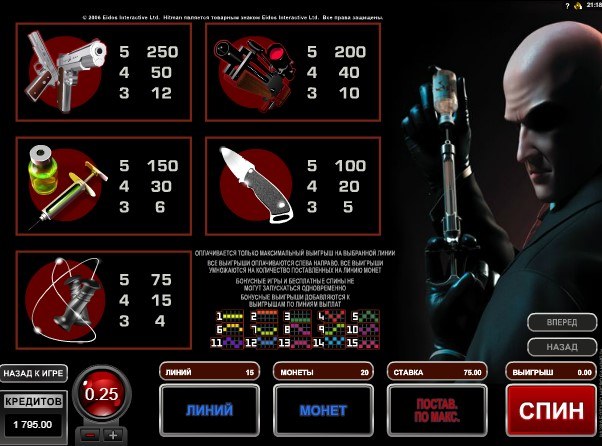 © 2006 Eidos Interactive Ltd. Hitman является товарным знаком Eidos Interactive Ltd. Все права защищены.
? 21:18
5 250
4 50
3 12
5 200
4 40
3 10
5 150
4 30
3 6
5 100
4 20
3 5
5 75
4 15
3 4
ОПЛАЧИВАЕТСЯ ТОЛЬКО МАКСИМАЛЬНЫЙ ВЫИГРЫШ НА ВЫБРАННОЙ ЛИНИИ
ВСЕ ВЫИГРЫШИ ОПЛАЧИВАЮТСЯ СЛЕВА НАПРАВО, ВСЕ ВЫИГРЫШИ
УМНОЖАЮТСЯ НА КОЛИЧЕСТВО ПОСТАВЛЕННЫХ НА ЛИНИЮ МОНЕТ
БОНУСНЫЕ ИГРЫ И БЕСПЛАТНЫЕ СПИНЫ НЕ
МОГУТ ЗАПУСКАТЬСЯ ОДНОВРЕМЕННО
БОНУСНЫЕ ВЫИГРЫШИ ДОБАВЛЯЮТСЯ К
ВЫИГРЫШАМ ПО ЛИНИЯМ ВЫПЛАТ
1 2 3 4 5
6 7 8 9 10
11 12 13 14 15
ВПЕРЕД
НАЗАД
НАЗАД К ИГРЕ
КРЕДИТОВ
1 795.00
0.25
- +
ЛИНИЙ 15
МОНЕТЫ 20
СТАВКА 75.00
ВЫИГРЫШ 0.00
ЛИНИЙ
МОНЕТ
ПОСТАВ.
ПО МАКС.
СПИН